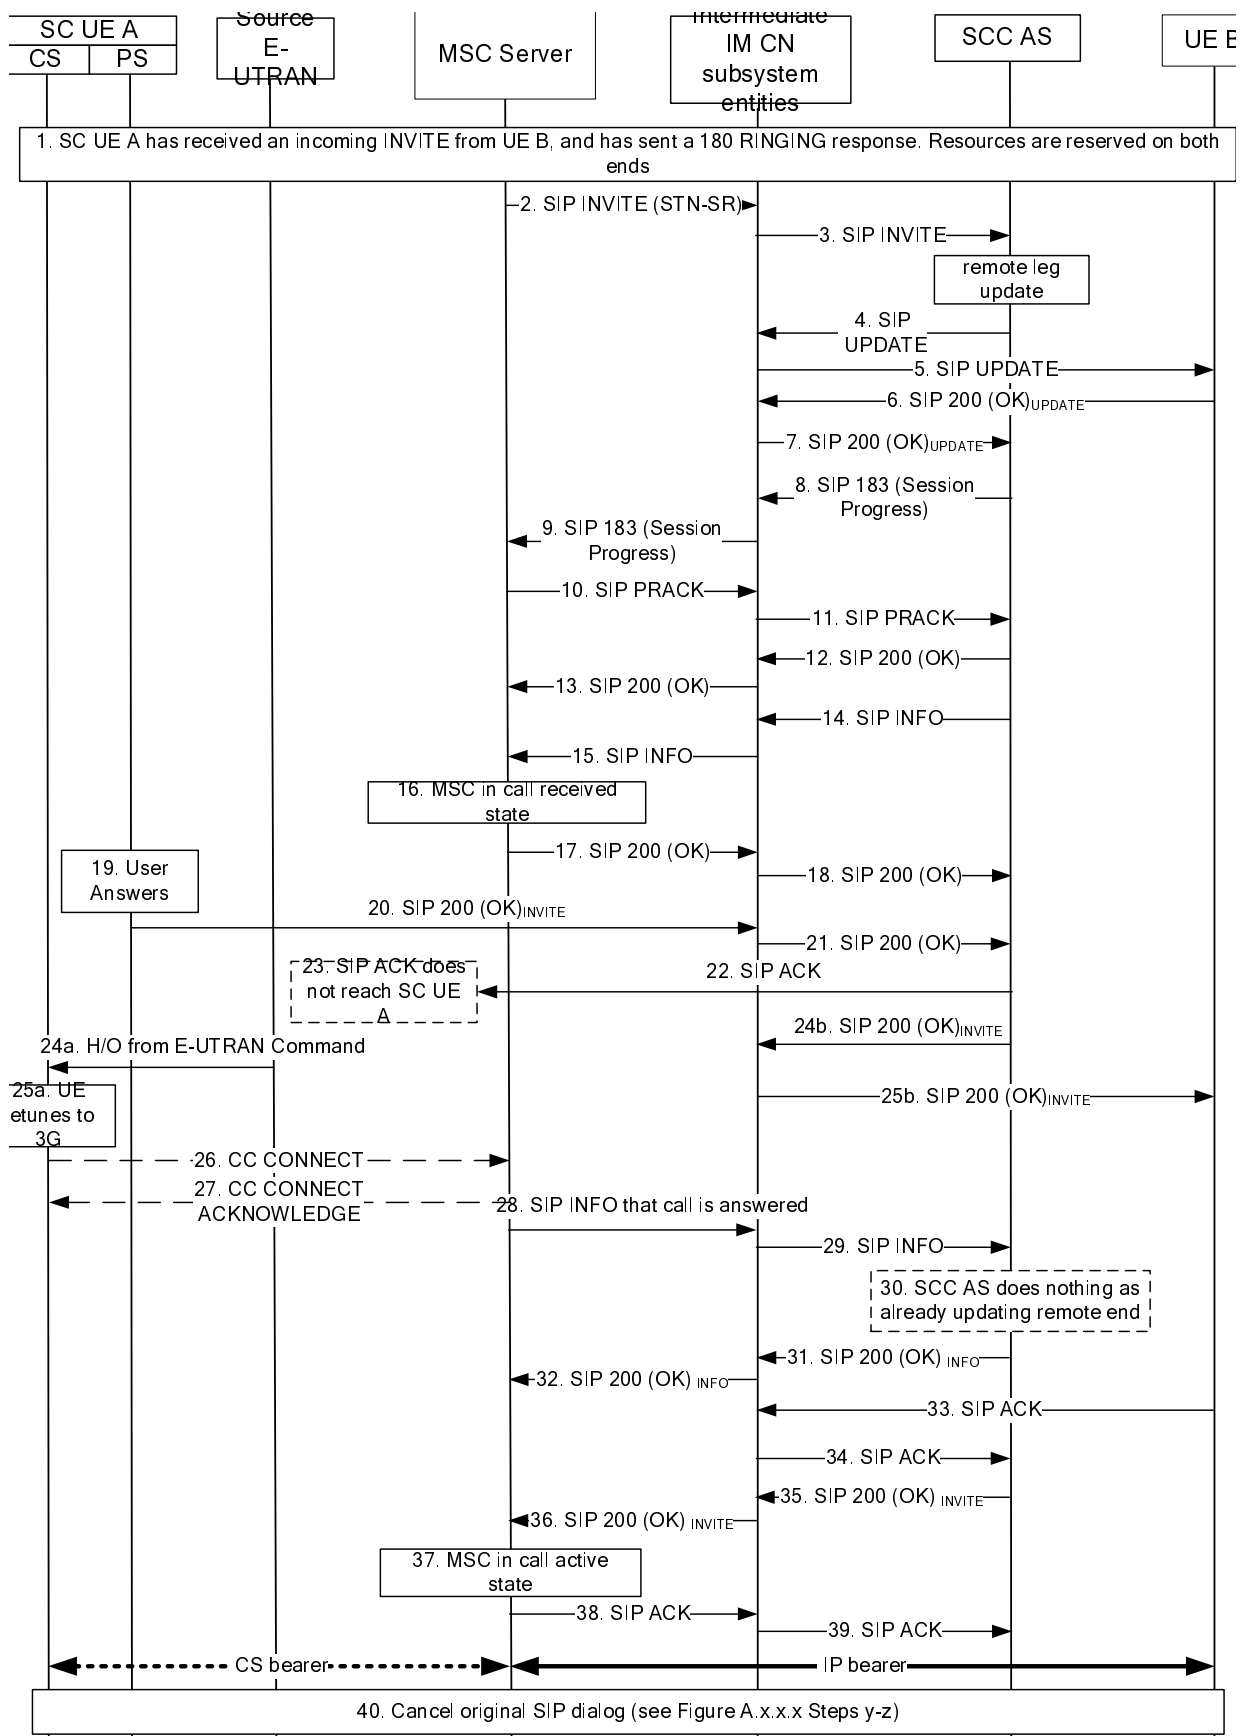 SC UE A
CS
PS
Source
E-
UTRAN
MSC Server
Intermediate
IM CN
subsystem
entities
SCC AS
UE B
1. SC UE A has received an incoming INVITE from UE B, and has sent a 180 RINGING response. Resources are reserved on both
ends
2. SIP INVITE (STN-SR)
3. SIP INVITE
remote leg
update
4. SIP
UPDATE
5. SIP UPDATE
6. SIP 200 (OK)UPDATE
7. SIP 200 (OK)UPDATE
8. SIP 183 (Session
Progress)
9. SIP 183 (Session
Progress)
10. SIP PRACK
11. SIP PRACK
12. SIP 200 (OK)
13. SIP 200 (OK)
14. SIP INFO
15. SIP INFO
16. MSC in call received
state
17. SIP 200 (OK)
18. SIP 200 (OK)
19. User
Answers
20. SIP 200 (OK)INVITE
21. SIP 200 (OK)
22. SIP ACK
23. SIP ACK does
not reach SC UE
A
24b. SIP 200 (OK)INVITE
24a. H/O from E-UTRAN Command
25a. UE
etunes to
3G
25b. SIP 200 (OK)INVITE
26. CC CONNECT
27. CC CONNECT
ACKNOWLEDGE
28. SIP INFO that call is answered
29. SIP INFO
30. SCC AS does nothing as
already updating remote end
31. SIP 200 (OK) INFO
32. SIP 200 (OK) INFO
33. SIP ACK
34. SIP ACK
35. SIP 200 (OK) INVITE
36. SIP 200 (OK) INVITE
37. MSC in call active
state
38. SIP ACK
39. SIP ACK
CS bearer
IP bearer
40. Cancel original SIP dialog (see Figure A.x.x.x Steps y-z)